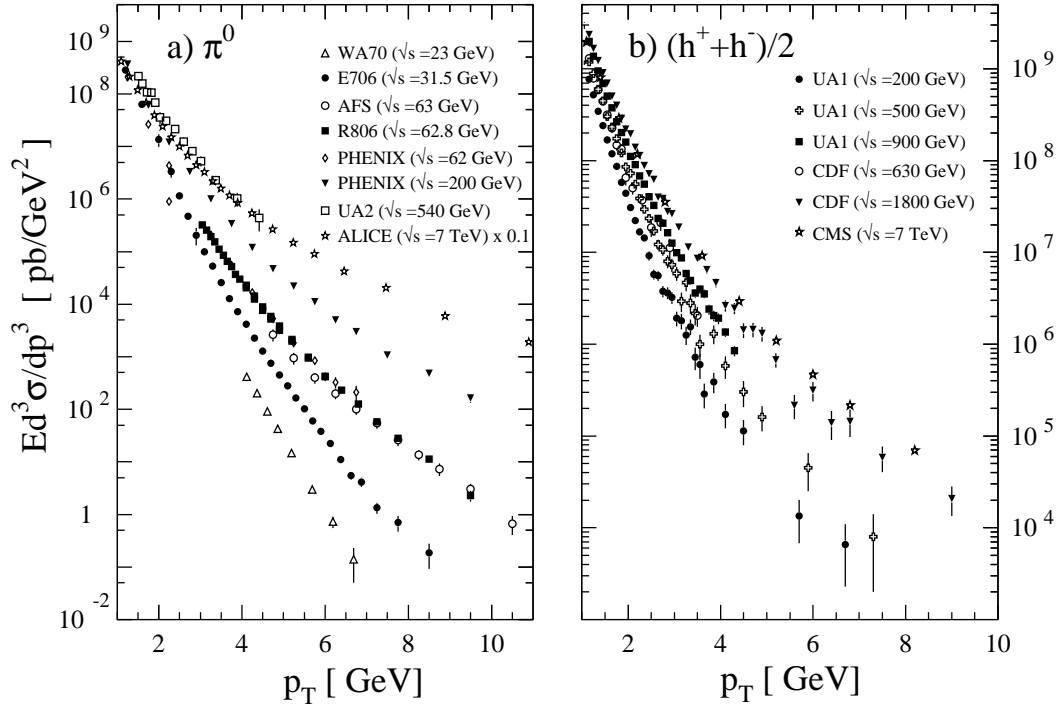 a) π⁰
WA70 (√s =23 GeV)
E706 (√s =31.5 GeV)
AFS (√s =63 GeV)
R806 (√s =62.8 GeV)
PHENIX (√s =62 GeV)
PHENIX (√s =200 GeV)
UA2 (√s =540 GeV)
ALICE (√s =7 TeV) x 0.1
Ed³σ/dp³ [ pb/GeV² ]
10⁹
10⁸
10⁶
10⁴
10²
1
10⁻²
2 4 6 8 10
p_T [ GeV]
b) (h⁺+h⁻)/2
UA1 (√s =200 GeV)
UA1 (√s =500 GeV)
UA1 (√s =900 GeV)
CDF (√s =630 GeV)
CDF (√s =1800 GeV)
CMS (√s =7 TeV)
10⁹
10⁸
10⁷
10⁶
10⁵
10⁴
2 4 6 8 10
p_T [ GeV]